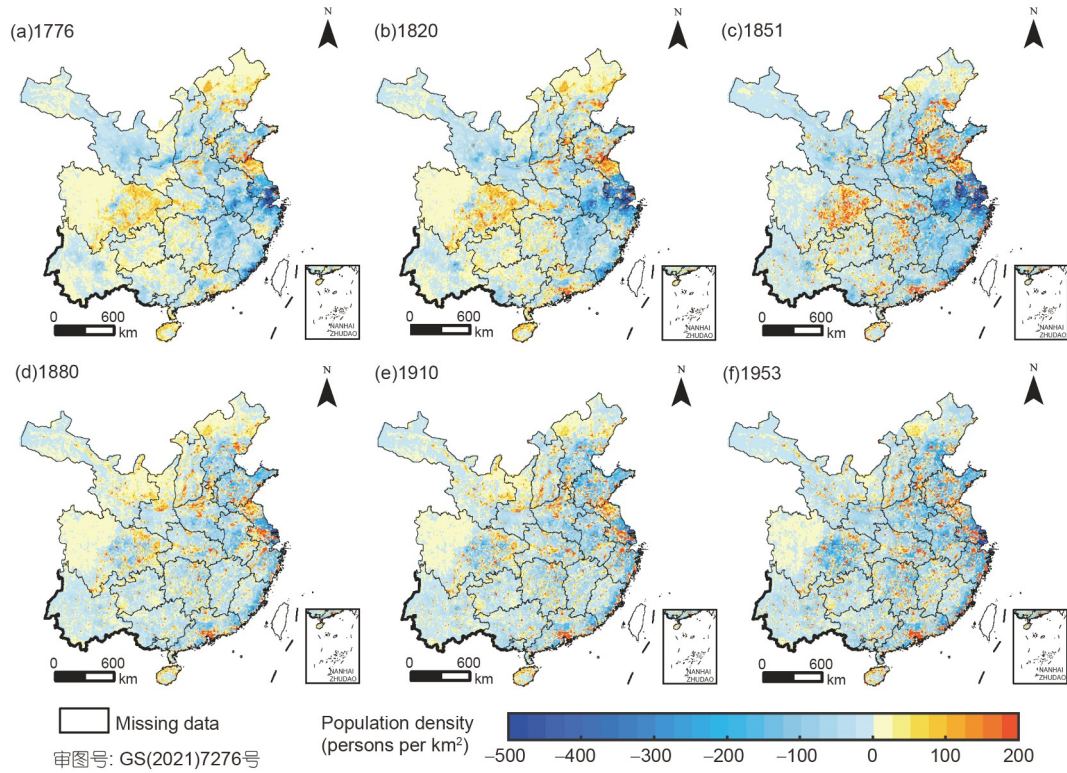 (a)1776
N
(b)1820
N
(c)1851
N
0 600
km
NANHAI
ZHUDAO
0 600
km
NANHAI
ZHUDAO
0 600
km
NANHAI
ZHUDAO
(d)1880
N
(e)1910
N
(f)1953
N
0 600
km
NANHAI
ZHUDAO
0 600
km
NANHAI
ZHUDAO
0 600
km
NANHAI
ZHUDAO
Missing data
审图号: GS(2021)7276号
Population density
(persons per km²)
−500 −400 −300 −200 −100 0 100 200